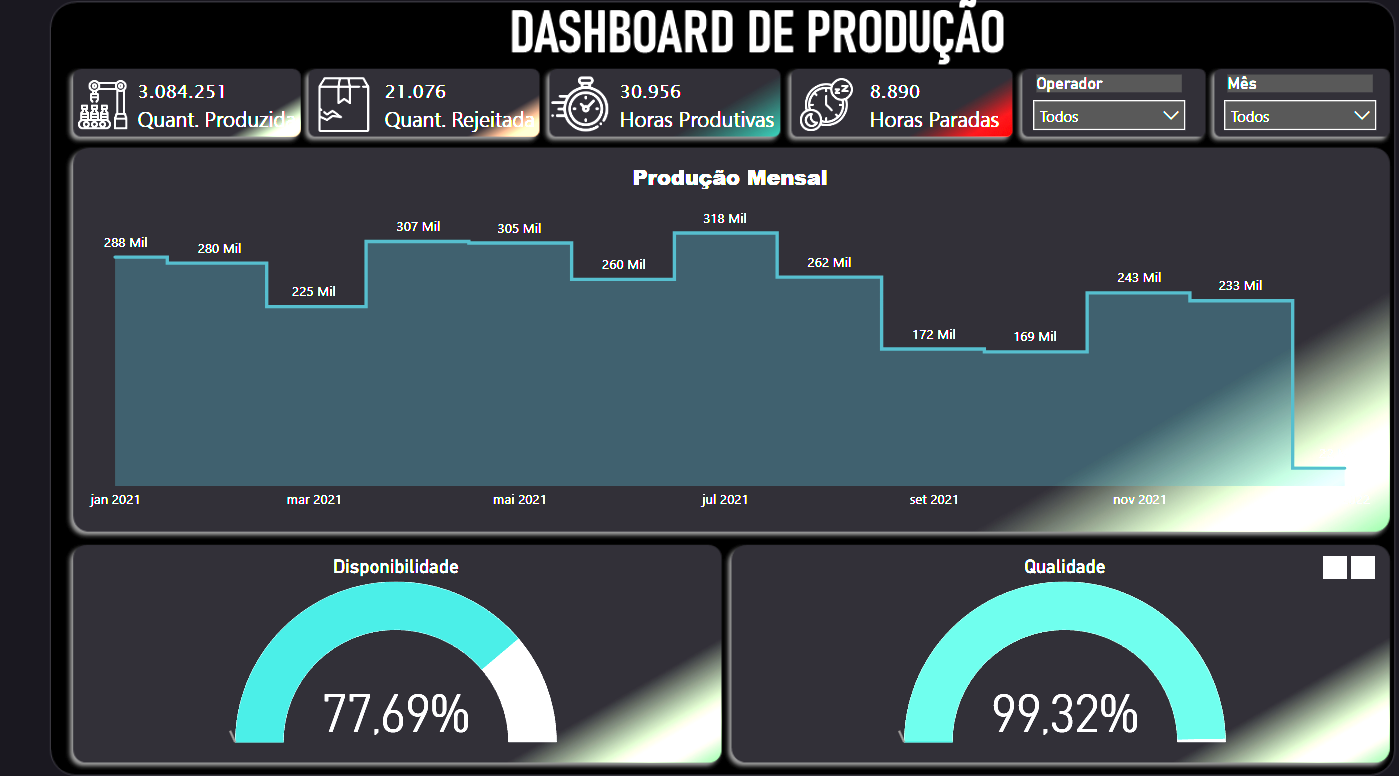 DASHBOARD DE PRODUÇÃO
3.084.251
Quant. Produzida
21.076
Quant. Rejeitada
30.956
Horas Produtivas
8.890
Horas Paradas
Operador
Todos
Mês
Todos
Produção Mensal
288 Mil
280 Mil
225 Mil
307 Mil
305 Mil
260 Mil
318 Mil
262 Mil
172 Mil
169 Mil
243 Mil
233 Mil
jan 2021
mar 2021
mai 2021
jul 2021
set 2021
nov 2021
Disponibilidade
77,69%
Qualidade
99,32%